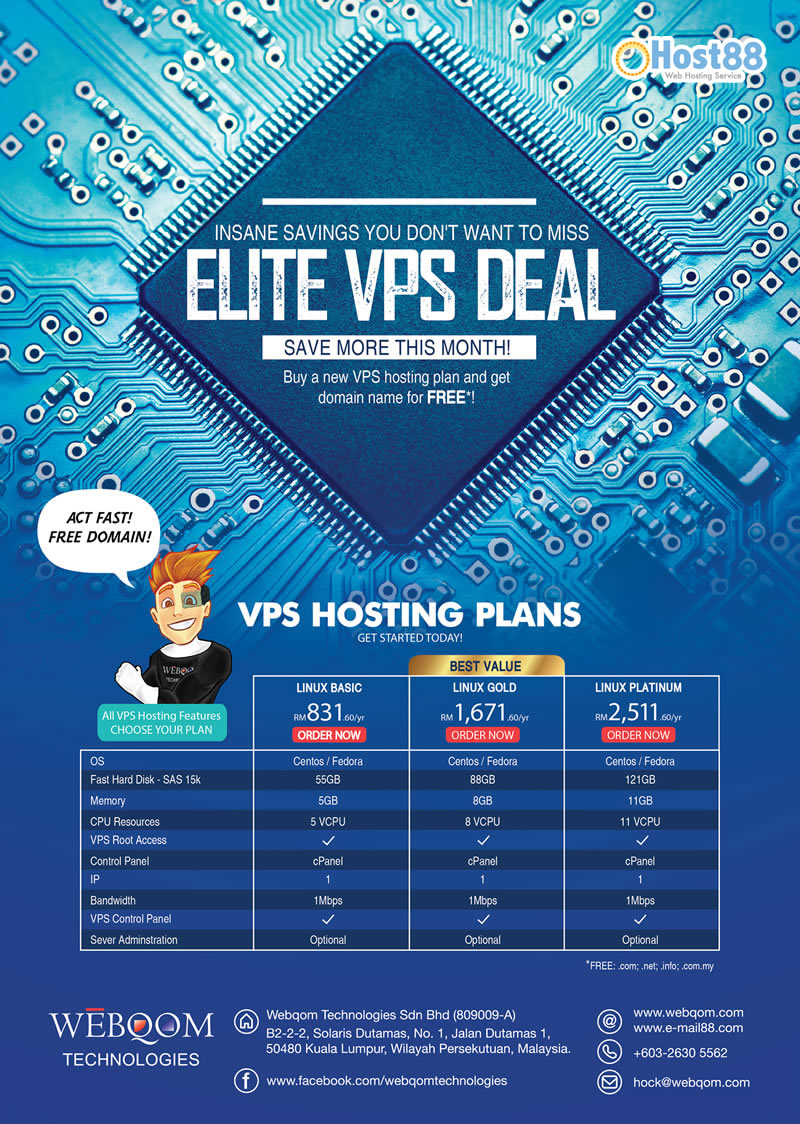 Host88
Web Hosting Service
INSANE SAVINGS YOU DON'T WANT TO MISS
ELITE VPS DEAL
SAVE MORE THIS MONTH!
Buy a new VPS hosting plan and get
domain name for FREE*!
ACT FAST!
FREE DOMAIN!
WEBQOM
TECHN
VPS HOSTING PLANS
GET STARTED TODAY!
BEST VALUE
All VPS Hosting Features
CHOOSE YOUR PLAN
LINUX BASIC LINUX GOLD LINUX PLATINUM
RM831.60/yr RM1,671.60/yr RM2,511.60/yr
ORDER NOW ORDER NOW ORDER NOW
OS Centos / Fedora Centos / Fedora Centos / Fedora
Fast Hard Disk - SAS 15k 55GB 88GB 121GB
Memory 5GB 8GB 11GB
CPU Resources 5 VCPU 8 VCPU 11 VCPU
VPS Root Access ✓ ✓ ✓
Control Panel cPanel cPanel cPanel
IP 1 1 1
Bandwidth 1Mbps 1Mbps 1Mbps
VPS Control Panel ✓ ✓ ✓
Sever Adminstration Optional Optional Optional
*FREE: .com; .net; .info; .com.my
WĒBQOM
TECHNOLOGIES
Webqom Technologies Sdn Bhd (809009-A)
B2-2-2, Solaris Dutamas, No. 1, Jalan Dutamas 1,
50480 Kuala Lumpur, Wilayah Persekutuan, Malaysia.
f www.facebook.com/webqomtechnologies
@ www.webqom.com
www.e-mail88.com
+603-2630 5562
hock@webqom.com